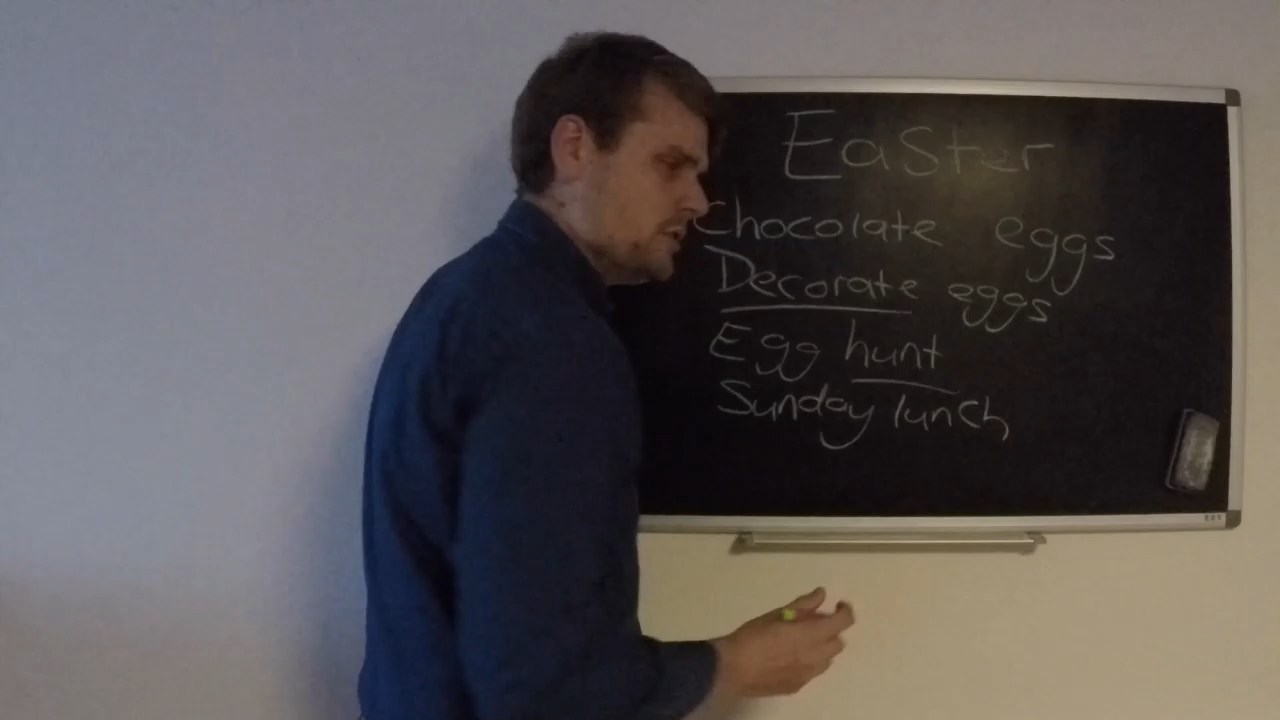 Easter
Chocolate eggs
Decorate eggs
Egg hunt
Sunday lunch